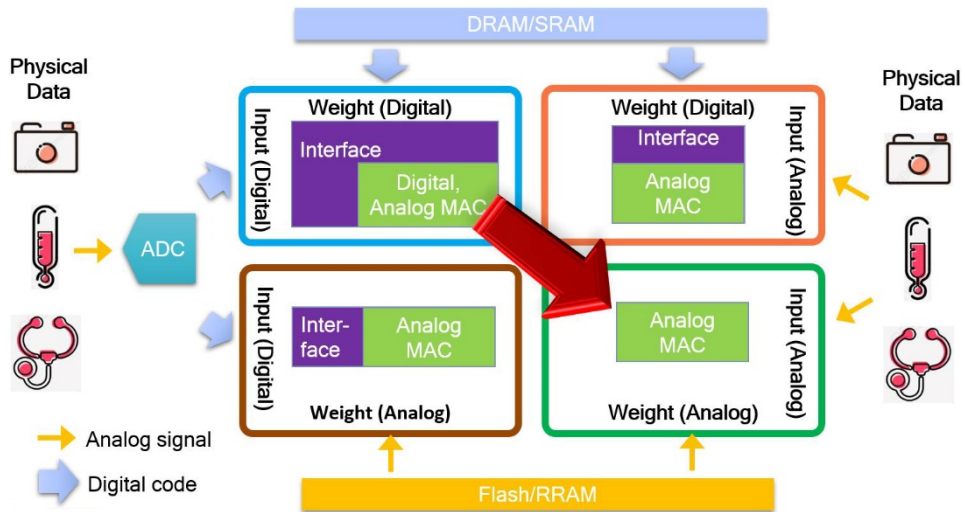 DRAM/SRAM
Physical
Data
Physical
Data
Weight (Digital)
Input (Digital)
Interface
Digital,
Analog MAC
Weight (Digital)
Input (Analog)
Interface
Analog
MAC
ADC
Input (Digital)
Inter-
face
Analog
MAC
Weight (Analog)
Analog
MAC
Input (Analog)
Weight (Analog)
Analog signal
Digital code
Flash/RRAM